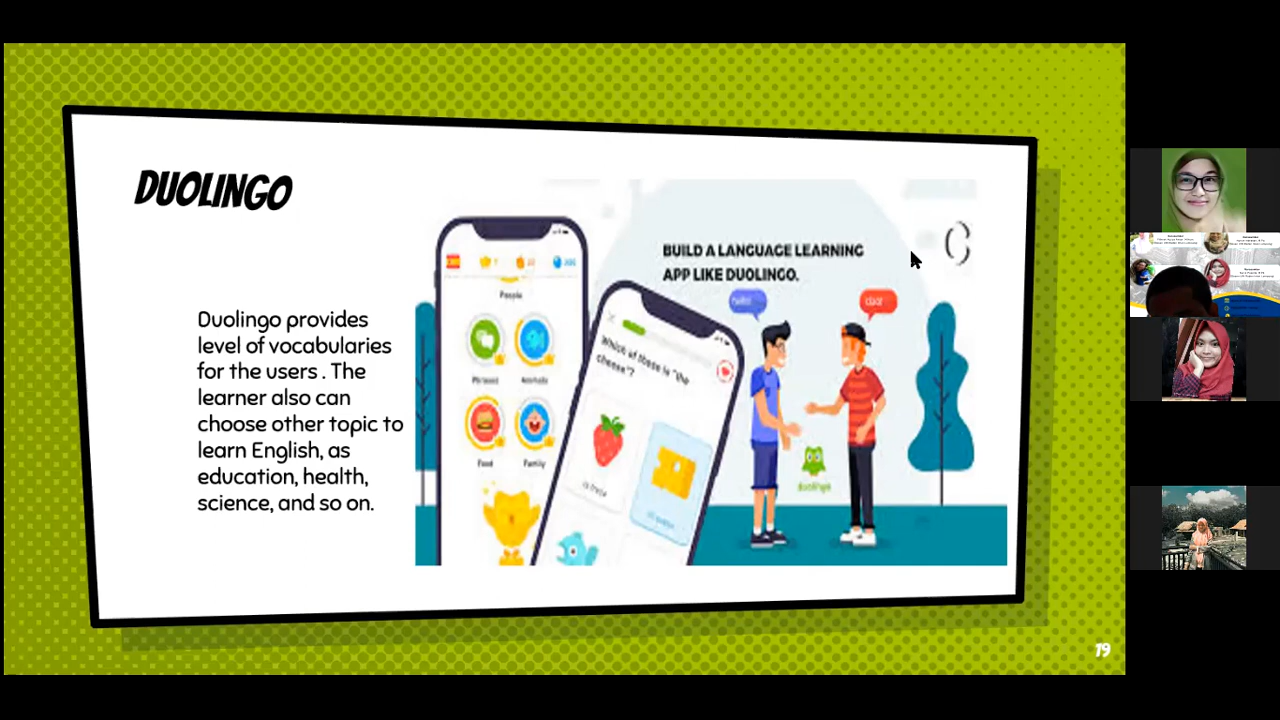 DUOLINGO
Duolingo provides
level of vocabularies
for the users . The
learner also can
choose other topic to
learn English, as
education, health,
science, and so on.
BUILD A LANGUAGE LEARNING
APP LIKE DUOLINGO.
hello
People
Phrases
Animals
Food
Family
Which of these is "the
cheese"?
duolingo
19